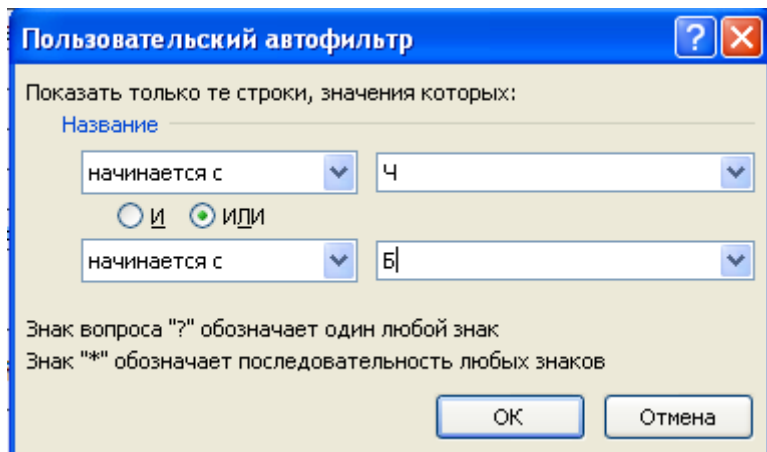 Пользовательский автофильтр
Показать только те строки, значения которых:
Название
начинается с Ч
И ИЛИ
начинается с Б
Знак вопроса "?" обозначает один любой знак
Знак "*" обозначает последовательность любых знаков
ОК Отмена